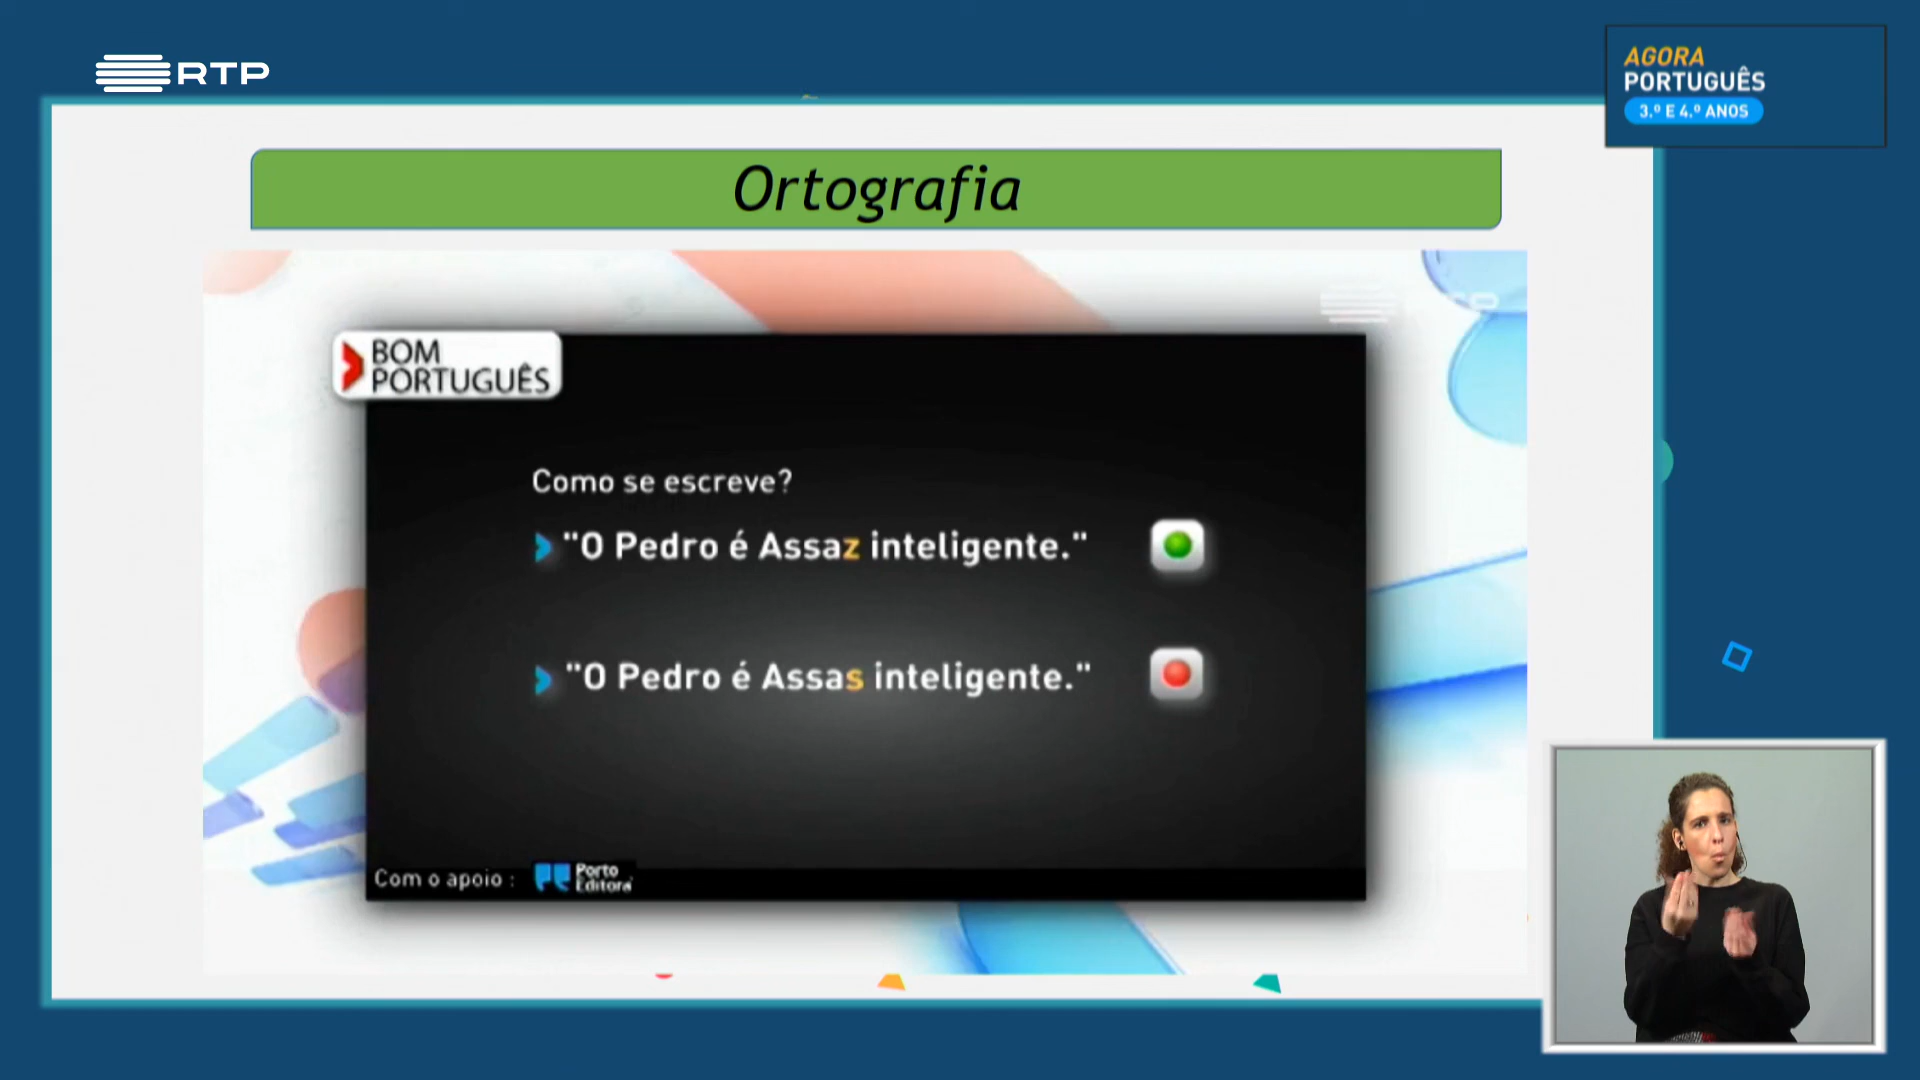 RTP
AGORA
PORTUGUÊS
3.º E 4.º ANOS
Ortografia
RTP
BOM
PORTUGUÊS
Como se escreve?
"O Pedro é Assaz inteligente."
"O Pedro é Assas inteligente."
Com o apoio :
Porto
Editora